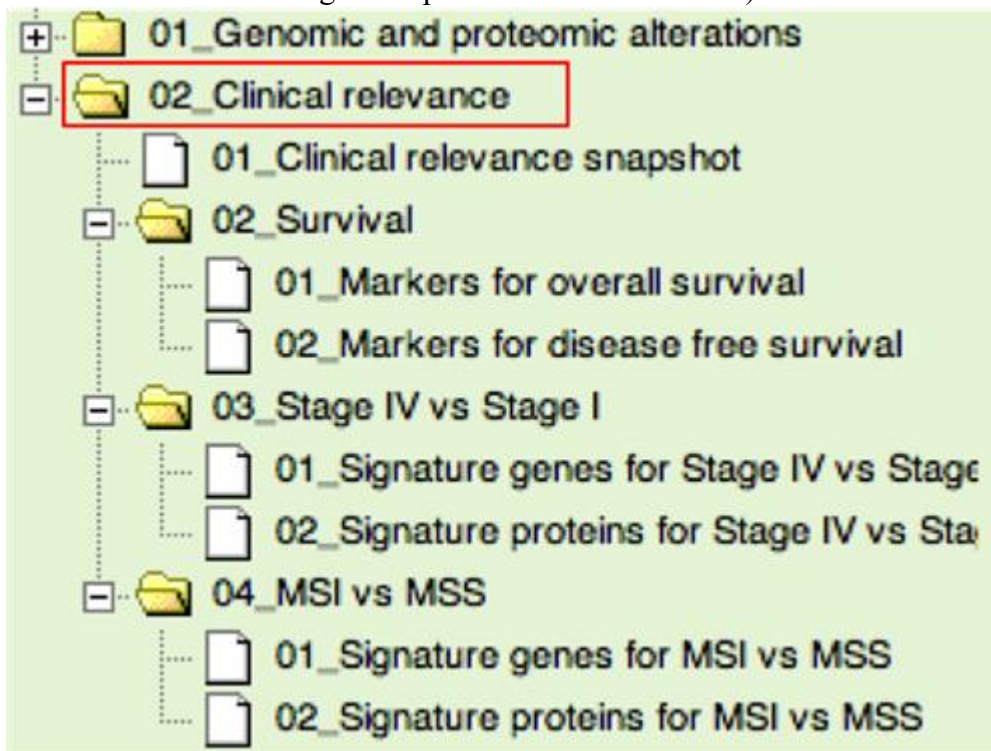 01_Genomic and proteomic alterations
02_Clinical relevance
01_Clinical relevance snapshot
02_Survival
01_Markers for overall survival
02_Markers for disease free survival
03_Stage IV vs Stage I
01_Signature genes for Stage IV vs Stage
02_Signature proteins for Stage IV vs Sta
04_MSI vs MSS
01_Signature genes for MSI vs MSS
02_Signature proteins for MSI vs MSS